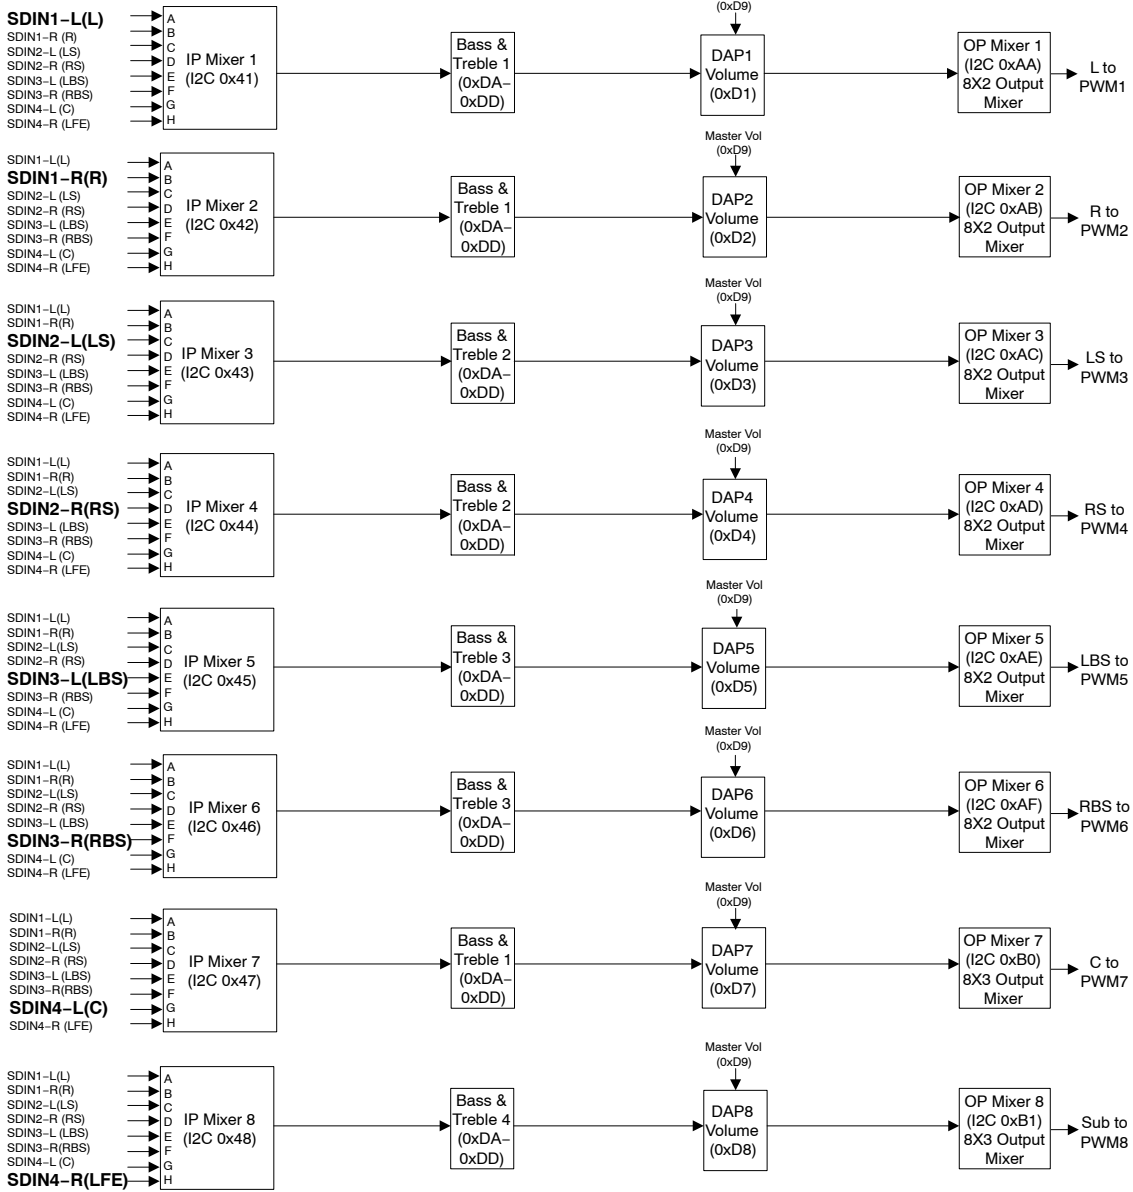 (0xD9)
SDIN1−L(L)
SDIN1−R (R)
SDIN2−L (LS)
SDIN2−R (RS)
SDIN3−L (LBS)
SDIN3−R (RBS)
SDIN4−L (C)
SDIN4−R (LFE)
A
B
C
D
E
F
G
H
IP Mixer 1
(I2C 0x41)
Bass &
Treble 1
(0xDA−
0xDD)
DAP1
Volume
(0xD1)
OP Mixer 1
(I2C 0xAA)
8X2 Output
Mixer
L to
PWM1
Master Vol
(0xD9)
SDIN1−L(L)
SDIN1−R(R)
SDIN2−L (LS)
SDIN2−R (RS)
SDIN3−L (LBS)
SDIN3−R (RBS)
SDIN4−L (C)
SDIN4−R (LFE)
A
B
C
D
E
F
G
H
IP Mixer 2
(I2C 0x42)
Bass &
Treble 1
(0xDA−
0xDD)
DAP2
Volume
(0xD2)
OP Mixer 2
(I2C 0xAB)
8X2 Output
Mixer
R to
PWM2
Master Vol
(0xD9)
SDIN1−L(L)
SDIN1−R(R)
SDIN2−L(LS)
SDIN2−R (RS)
SDIN3−L (LBS)
SDIN3−R (RBS)
SDIN4−L (C)
SDIN4−R (LFE)
A
B
C
D
E
F
G
H
IP Mixer 3
(I2C 0x43)
Bass &
Treble 2
(0xDA−
0xDD)
DAP3
Volume
(0xD3)
OP Mixer 3
(I2C 0xAC)
8X2 Output
Mixer
LS to
PWM3
Master Vol
(0xD9)
SDIN1−L(L)
SDIN1−R(R)
SDIN2−L(LS)
SDIN2−R(RS)
SDIN3−L (LBS)
SDIN3−R (RBS)
SDIN4−L (C)
SDIN4−R (LFE)
A
B
C
D
E
F
G
H
IP Mixer 4
(I2C 0x44)
Bass &
Treble 2
(0xDA−
0xDD)
DAP4
Volume
(0xD4)
OP Mixer 4
(I2C 0xAD)
8X2 Output
Mixer
RS to
PWM4
Master Vol
(0xD9)
SDIN1−L(L)
SDIN1−R(R)
SDIN2−L(LS)
SDIN2−R (RS)
SDIN3−L(LBS)
SDIN3−R (RBS)
SDIN4−L (C)
SDIN4−R (LFE)
A
B
C
D
E
F
G
H
IP Mixer 5
(I2C 0x45)
Bass &
Treble 3
(0xDA−
0xDD)
DAP5
Volume
(0xD5)
OP Mixer 5
(I2C 0xAE)
8X2 Output
Mixer
LBS to
PWM5
Master Vol
(0xD9)
SDIN1−L(L)
SDIN1−R(R)
SDIN2−L(LS)
SDIN2−R (RS)
SDIN3−L (LBS)
SDIN3−R(RBS)
SDIN4−L (C)
SDIN4−R (LFE)
A
B
C
D
E
F
G
H
IP Mixer 6
(I2C 0x46)
Bass &
Treble 3
(0xDA−
0xDD)
DAP6
Volume
(0xD6)
OP Mixer 6
(I2C 0xAF)
8X2 Output
Mixer
RBS to
PWM6
Master Vol
(0xD9)
SDIN1−L(L)
SDIN1−R(R)
SDIN2−L(LS)
SDIN2−R (RS)
SDIN3−L (LBS)
SDIN3−R(RBS)
SDIN4−L(C)
SDIN4−R (LFE)
A
B
C
D
E
F
G
H
IP Mixer 7
(I2C 0x47)
Bass &
Treble 1
(0xDA−
0xDD)
DAP7
Volume
(0xD7)
OP Mixer 7
(I2C 0xB0)
8X3 Output
Mixer
C to
PWM7
Master Vol
(0xD9)
SDIN1−L(L)
SDIN1−R(R)
SDIN2−L(LS)
SDIN2−R (RS)
SDIN3−L (LBS)
SDIN3−R(RBS)
SDIN4−L (C)
SDIN4−R(LFE)
A
B
C
D
E
F
G
H
IP Mixer 8
(I2C 0x48)
Bass &
Treble 4
(0xDA−
0xDD)
DAP8
Volume
(0xD8)
OP Mixer 8
(I2C 0xB1)
8X3 Output
Mixer
Sub to
PWM8